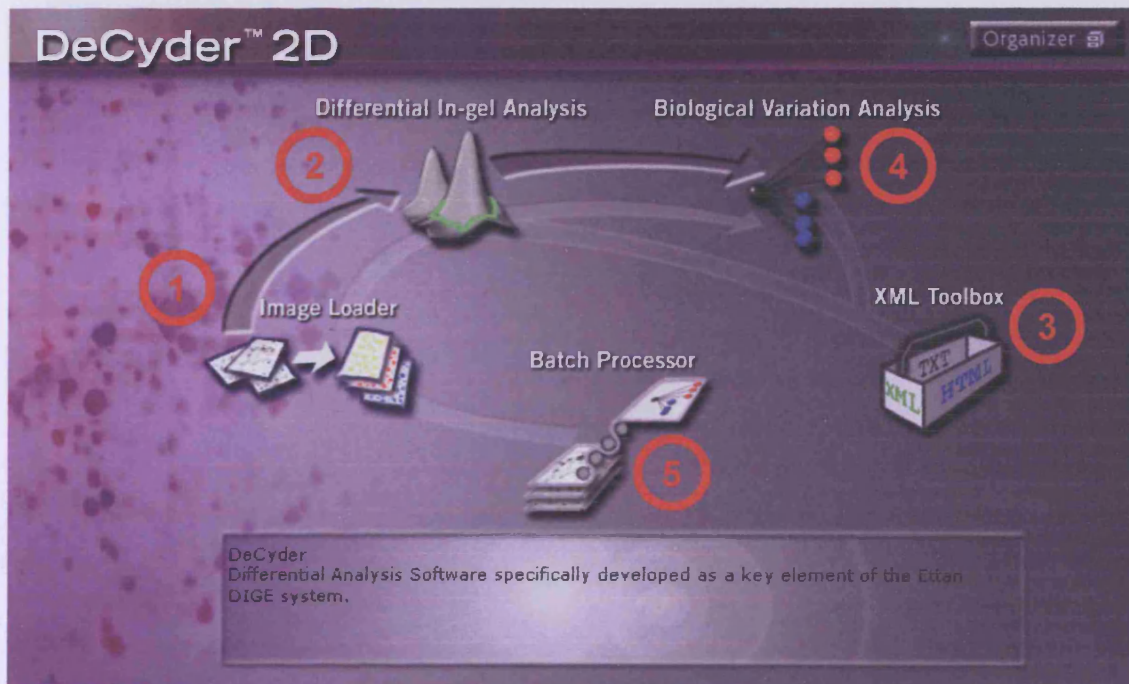 DeCyder™ 2D
Organizer
Differential In-gel Analysis
Biological Variation Analysis
2
4
1
Image Loader
XML Toolbox
3
Batch Processor
TXT
XML
HTML
5
DeCyder
Differential Analysis Software specifically developed as a key element of the Ettan
DIGE system.